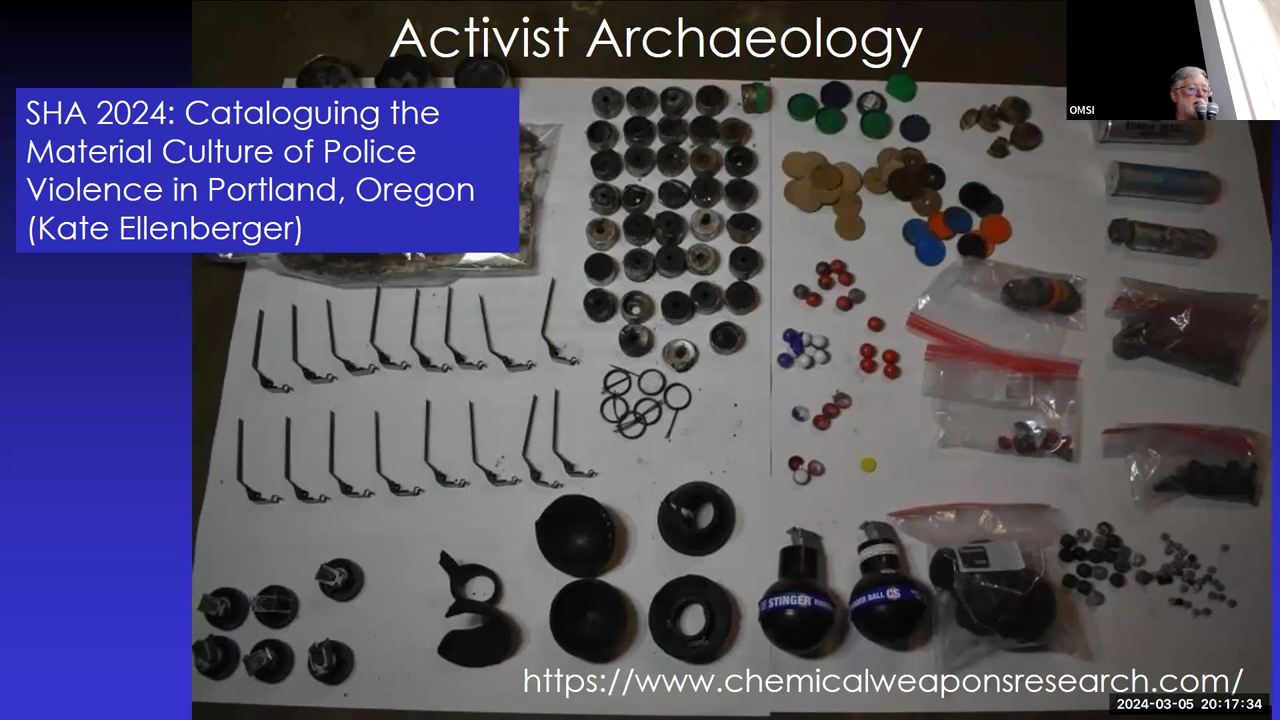 Activist Archaeology
SHA 2024: Cataloguing the
Material Culture of Police
Violence in Portland, Oregon
(Kate Ellenberger)
OMSI
STINGER
BALL CS
https://www.chemicalweaponsresearch.com/
2024-03-05 20:17:34